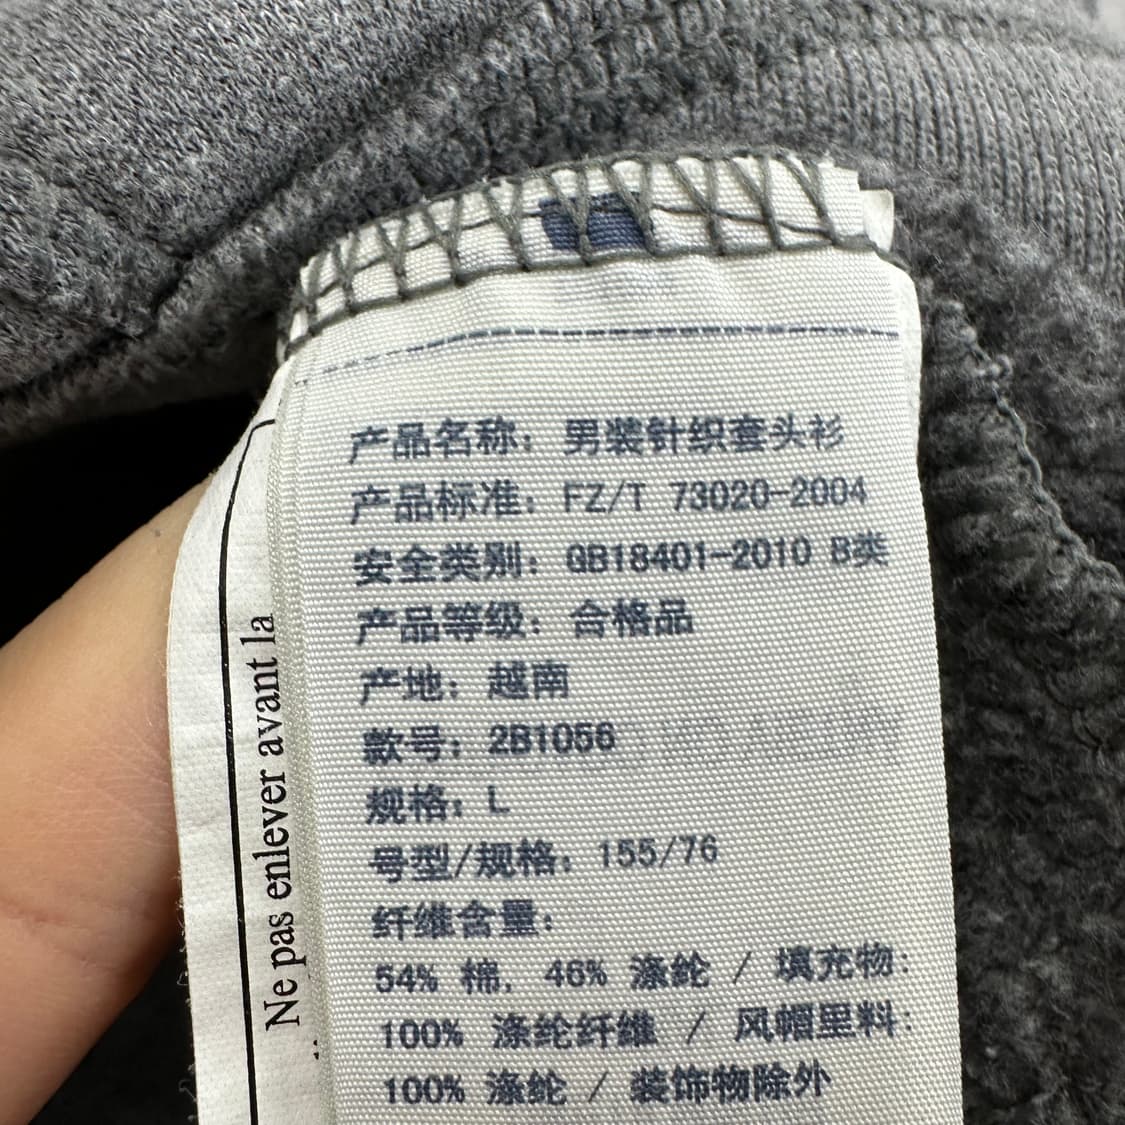 产品名称：男装针织套头衫
产品标准：FZ/T 73020-2004
安全类别：GB18401-2010 B类
产品等级：合格品
产地：越南
款号：2B1056
规格：L
号型/规格：155/76
纤维含量：
54% 棉, 46% 涤纶 / 填充物：
100% 涤纶纤维 / 风帽里料：
100% 涤纶 / 装饰物除外
Ne pas enlever avant la